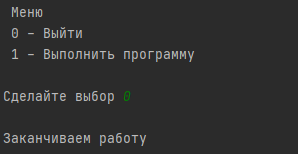 Меню
0 – Выйти
1 – Выполнить программу
Сделайте выбор 0
Заканчиваем работу